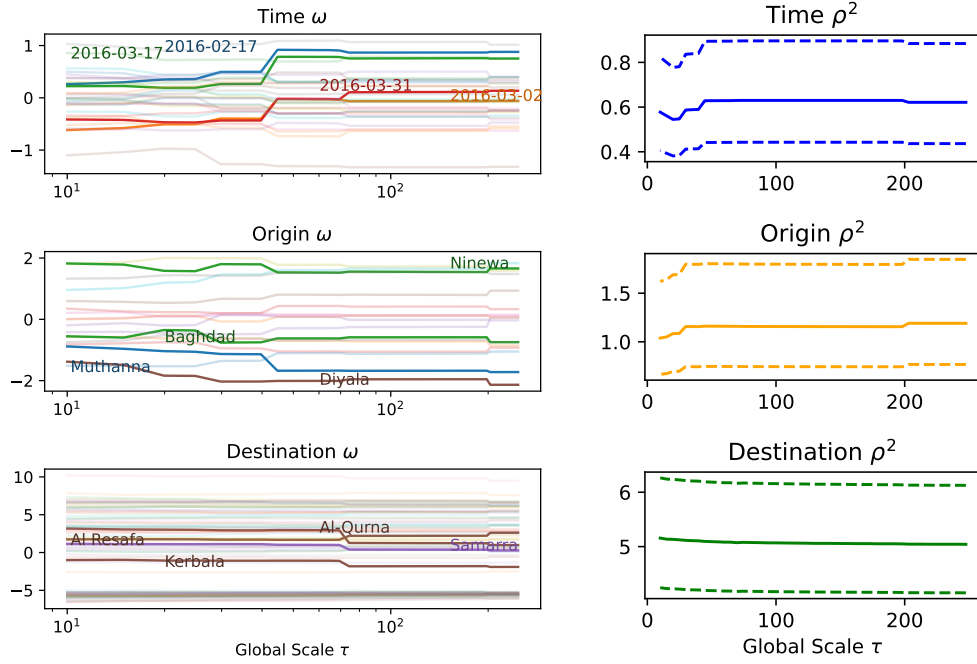 Time ω
Time ρ²
1
0
−1
2016-03-17
2016-02-17
2016-03-31
2016-03-02
10¹
10²
0.8
0.6
0.4
0
100
200
Origin ω
Origin ρ²
2
0
−2
Ninewa
Baghdad
Muthanna
Diyala
10¹
10²
1.5
1.0
0
100
200
Destination ω
Destination ρ²
10
5
0
−5
Al-Qurna
Al Resafa
Samarra
Kerbala
10¹
10²
6
5
0
100
200
Global Scale τ
Global Scale τ